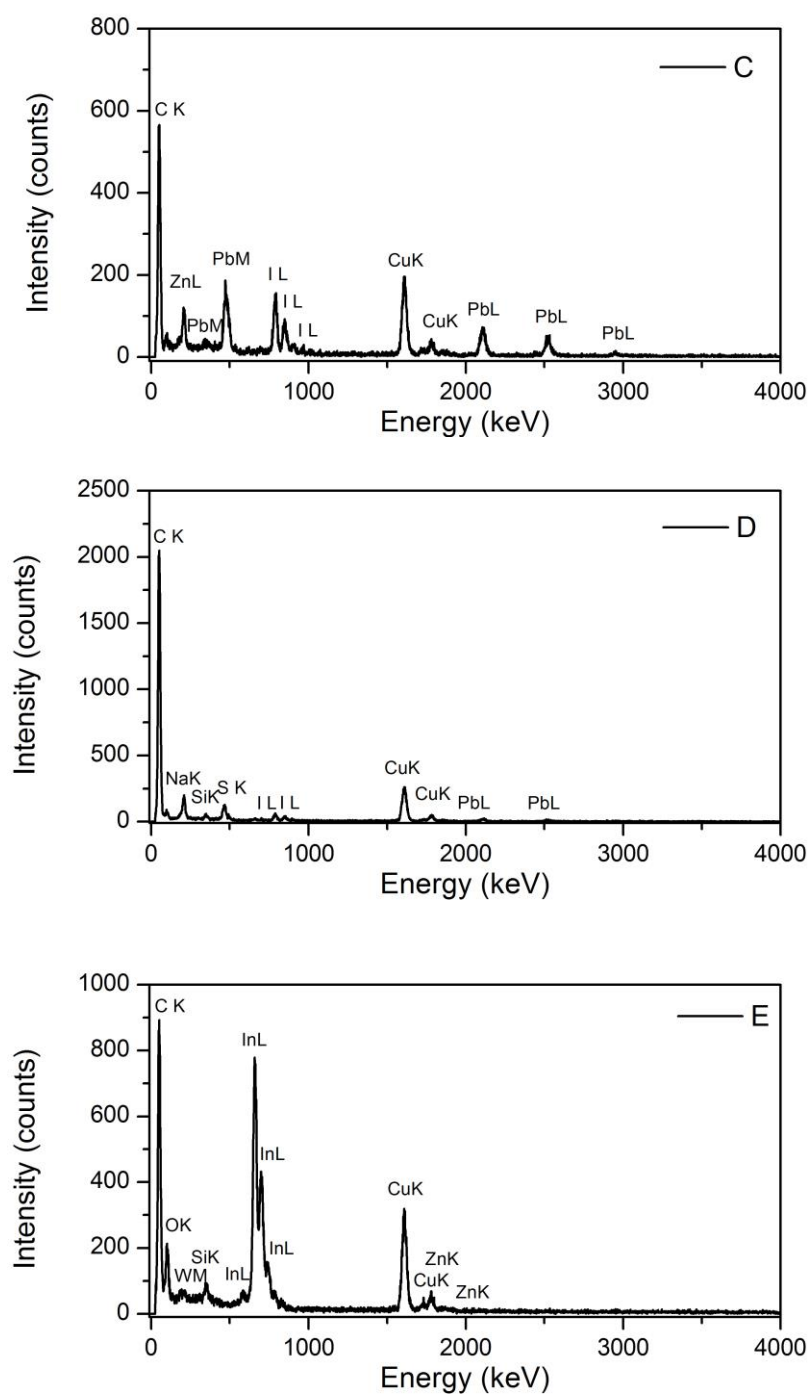 800
C
C K
600
Intensity (counts)
400
PbM
I L
CuK
200
ZnL
I L
PbM
I L
CuK
PbL
PbL
PbL
0
0 1000 2000 3000 4000
Energy (keV)
2500
D
C K
2000
Intensity (counts)
1500
1000
500
NaK
SiK
S K
I L
I L
CuK
CuK
PbL
PbL
0
0 1000 2000 3000 4000
Energy (keV)
1000
E
C K
800
InL
Intensity (counts)
600
InL
400
CuK
OK
200
WM
SiK
InL
InL
ZnK
CuK
ZnK
0
0 1000 2000 3000 4000
Energy (keV)